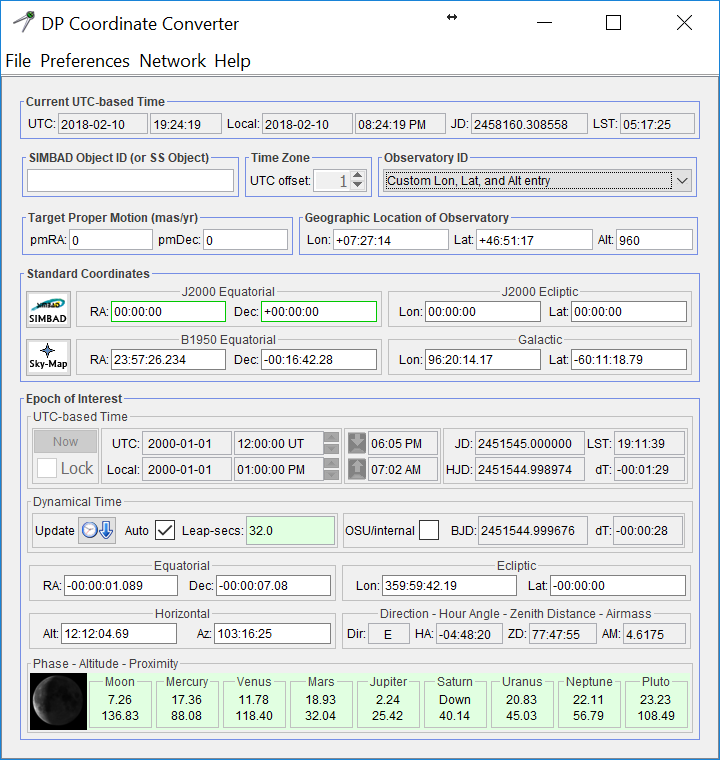 DP Coordinate Converter
File Preferences Network Help
Current UTC-based Time
UTC: 2018-02-10 19:24:19 Local: 2018-02-10 08:24:19 PM JD: 2458160.308558 LST: 05:17:25
SIMBAD Object ID (or SS Object) Time Zone Observatory ID
UTC offset: 1 Custom Lon, Lat, and Alt entry
Target Proper Motion (mas/yr) Geographic Location of Observatory
pmRA: 0 pmDec: 0 Lon: +07:27:14 Lat: +46:51:17 Alt: 960
Standard Coordinates
J2000 Equatorial J2000 Ecliptic
SIMBAD RA: 00:00:00 Dec: +00:00:00 Lon: 00:00:00 Lat: 00:00:00
B1950 Equatorial Galactic
Sky-Map RA: 23:57:26.234 Dec: -00:16:42.28 Lon: 96:20:14.17 Lat: -60:11:18.79
Epoch of Interest
UTC-based Time
Now UTC: 2000-01-01 12:00:00 UT 06:05 PM JD: 2451545.000000 LST: 19:11:39
Lock Local: 2000-01-01 01:00:00 PM 07:02 AM HJD: 2451544.998974 dT: -00:01:29
Dynamical Time
Update Auto Leap-secs: 32.0 OSU/internal BJD: 2451544.999676 dT: -00:00:28
Equatorial Ecliptic
RA: -00:00:01.089 Dec: -00:00:07.08 Lon: 359:59:42.19 Lat: -00:00:00
Horizontal Direction - Hour Angle - Zenith Distance - Airmass
Alt: 12:12:04.69 Az: 103:16:25 Dir: E HA: -04:48:20 ZD: 77:47:55 AM: 4.6175
Phase - Altitude - Proximity
Moon Mercury Venus Mars Jupiter Saturn Uranus Neptune Pluto
7.26 17.36 11.78 18.93 2.24 Down 20.83 22.11 23.23
136.83 88.08 118.40 32.04 25.42 40.14 45.03 56.79 108.49